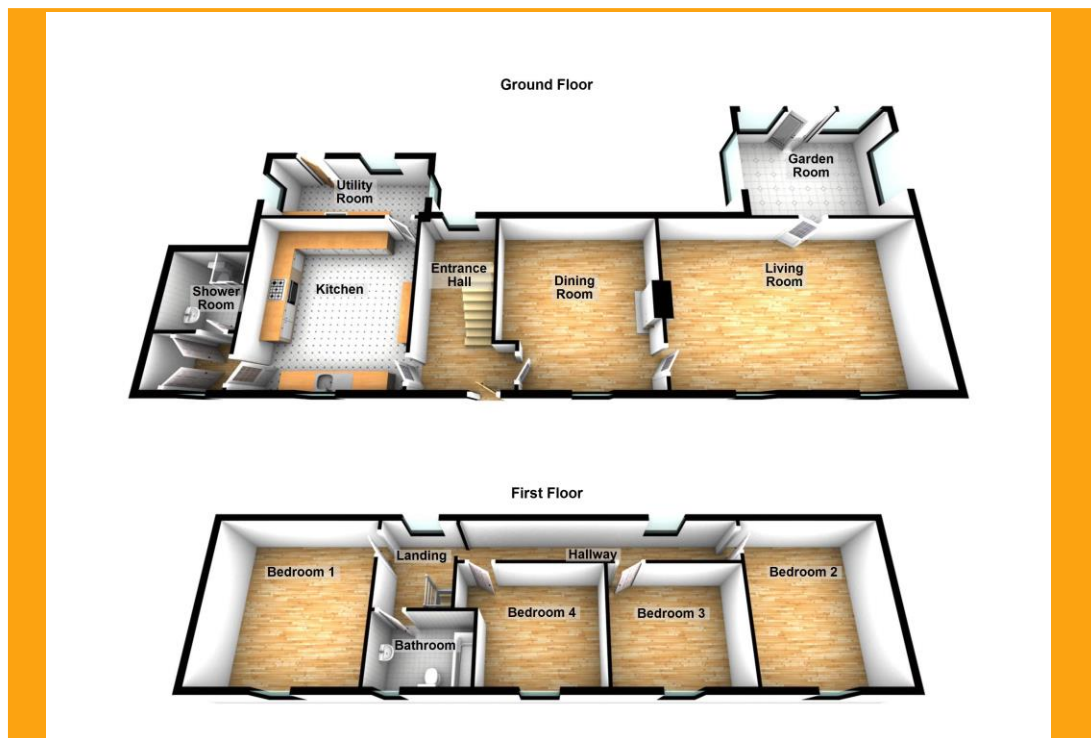 Ground Floor
Garden
Room
Utility
Room
Entrance
Hall
Living
Room
Dining
Room
Shower
Room
Kitchen
First Floor
Landing
Hallway
Bedroom 1
Bedroom 2
Bedroom 4
Bedroom 3
Bathroom